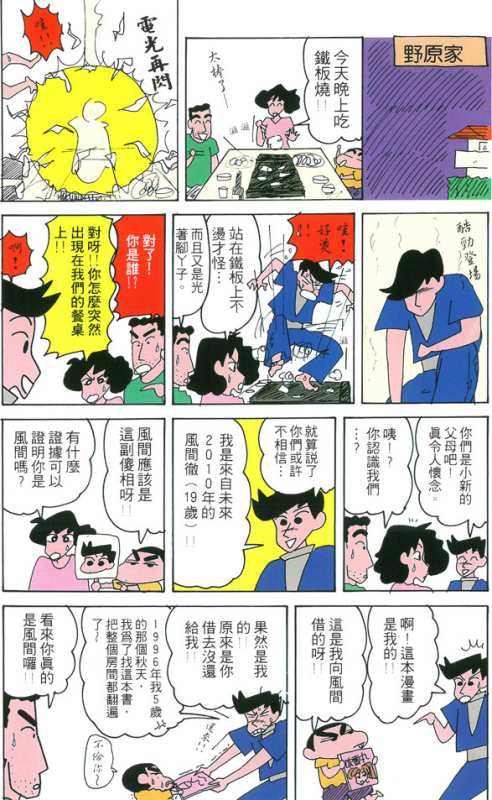 野原家
今天晚上吃
鐵板燒!!
太棒了~
滋
滋
電光再閃
哇!!
酷勁登場
哇!!
好燙!!
滋
站在鐵板上不
燙才怪…
而且又是光
著腳丫子。
對了!!
你是誰?
對呀!!你怎麼突然
出現在我們的餐桌
上!!
啊!
你們是小新的
父母吧!
真令人懷念。
咦!?
你認識我們
…?
就算說了
你們或許
不相信…
我是來自未來
2010年的
風間徹(19歲)!!
風間應該是
這副傻相呀!!
有什麼
證據可以
證明你是
風間嗎?
啊!這本漫畫
是我的!!
這是我向風間
借的呀!!
果然是我
的!!
原來是你
借去沒還
給我!!
還來!!
1996年我5歲
的那個秋天,
我為了找這本書,
把整個房間都翻遍
了~
不給你~
看來你真的
是風間囉!!